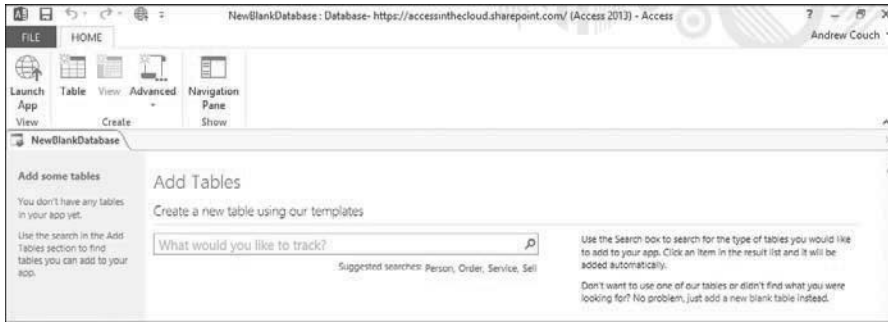 NewBlankDatabase : Database- https://accessinthecloud.sharepoint.com/ (Access 2013) - Access
?
FILE HOME
Andrew Couch
Launch App
Table
View
Advanced
Navigation Pane
View
Create
Show
NewBlankDatabase
Add some tables
You don't have any tables
in your app yet.
Use the search in the Add
Tables section to find
tables you can add to your
app.
Add Tables
Create a new table using our templates
What would you like to track?
Suggested searches: Person, Order, Service, Sell
Use the Search box to search for the type of tables you would like
to add to your app. Click an item in the result list and it will be
added automatically.
Don't want to use one of our tables or didn't find what you were
looking for? No problem, just add a new blank table instead.